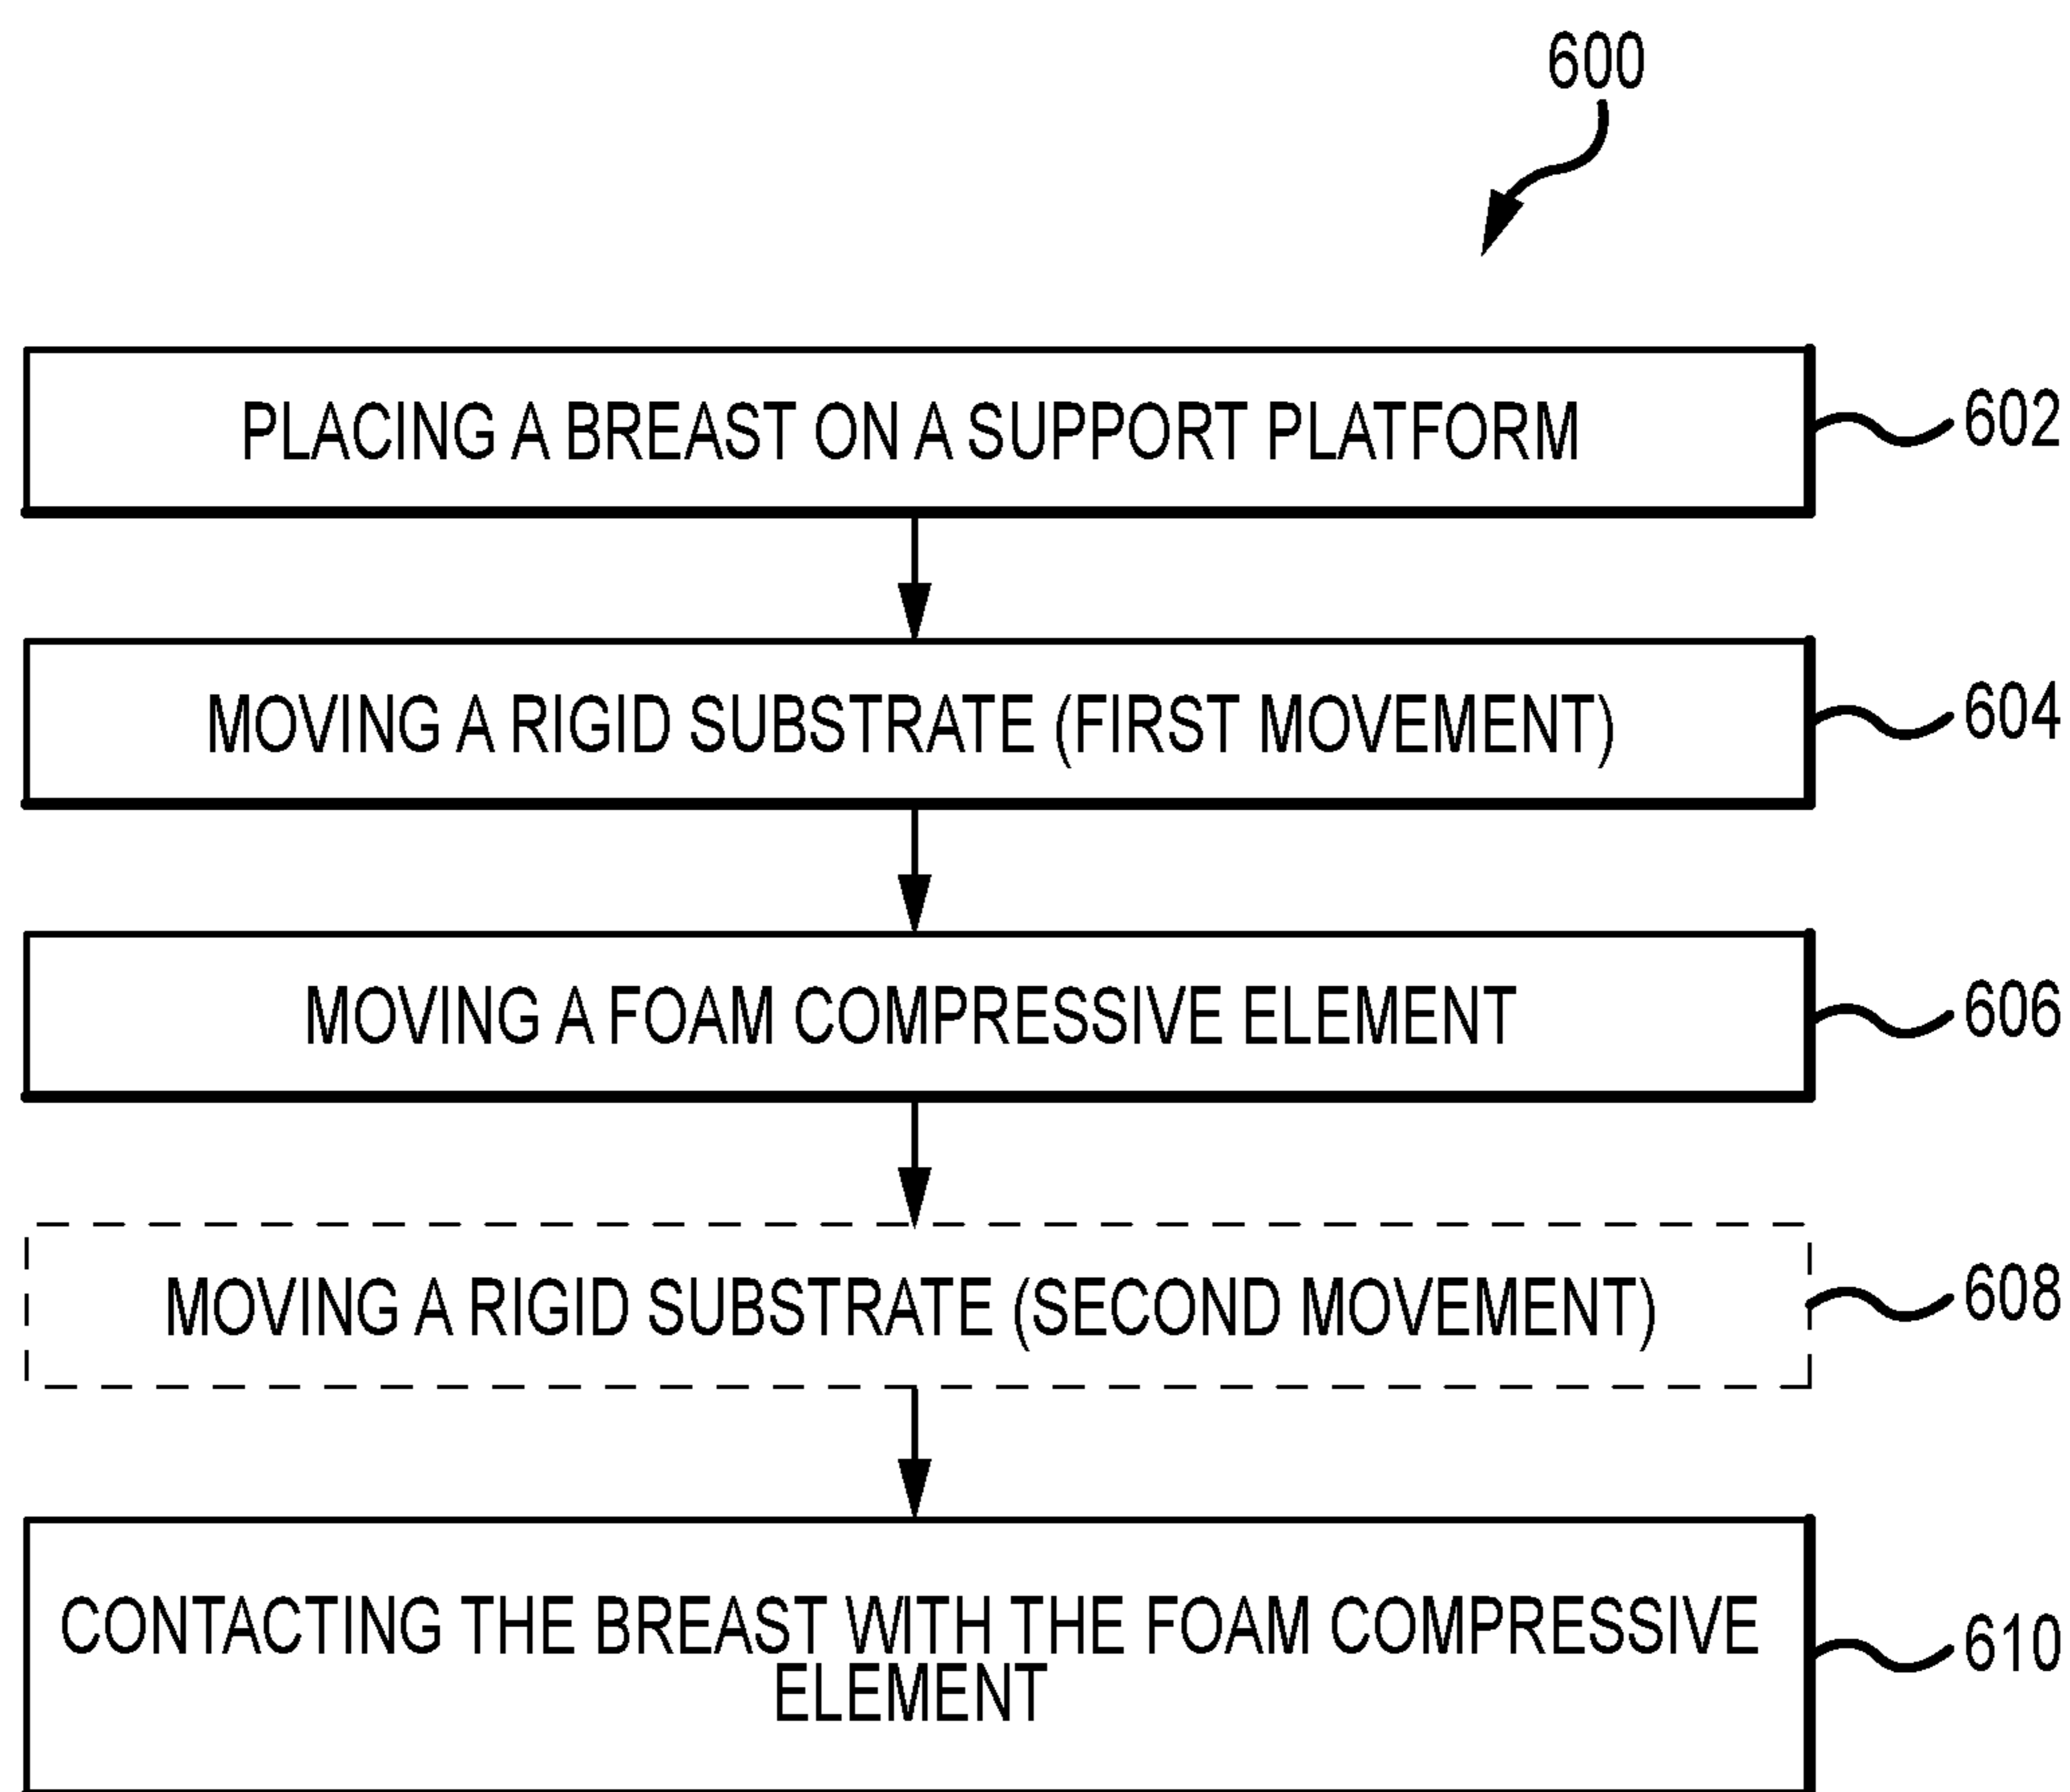 600
PLACING A BREAST ON A SUPPORT PLATFORM
602
MOVING A RIGID SUBSTRATE (FIRST MOVEMENT)
604
MOVING A FOAM COMPRESSIVE ELEMENT
606
MOVING A RIGID SUBSTRATE (SECOND MOVEMENT)
608
CONTACTING THE BREAST WITH THE FOAM COMPRESSIVE
ELEMENT
610